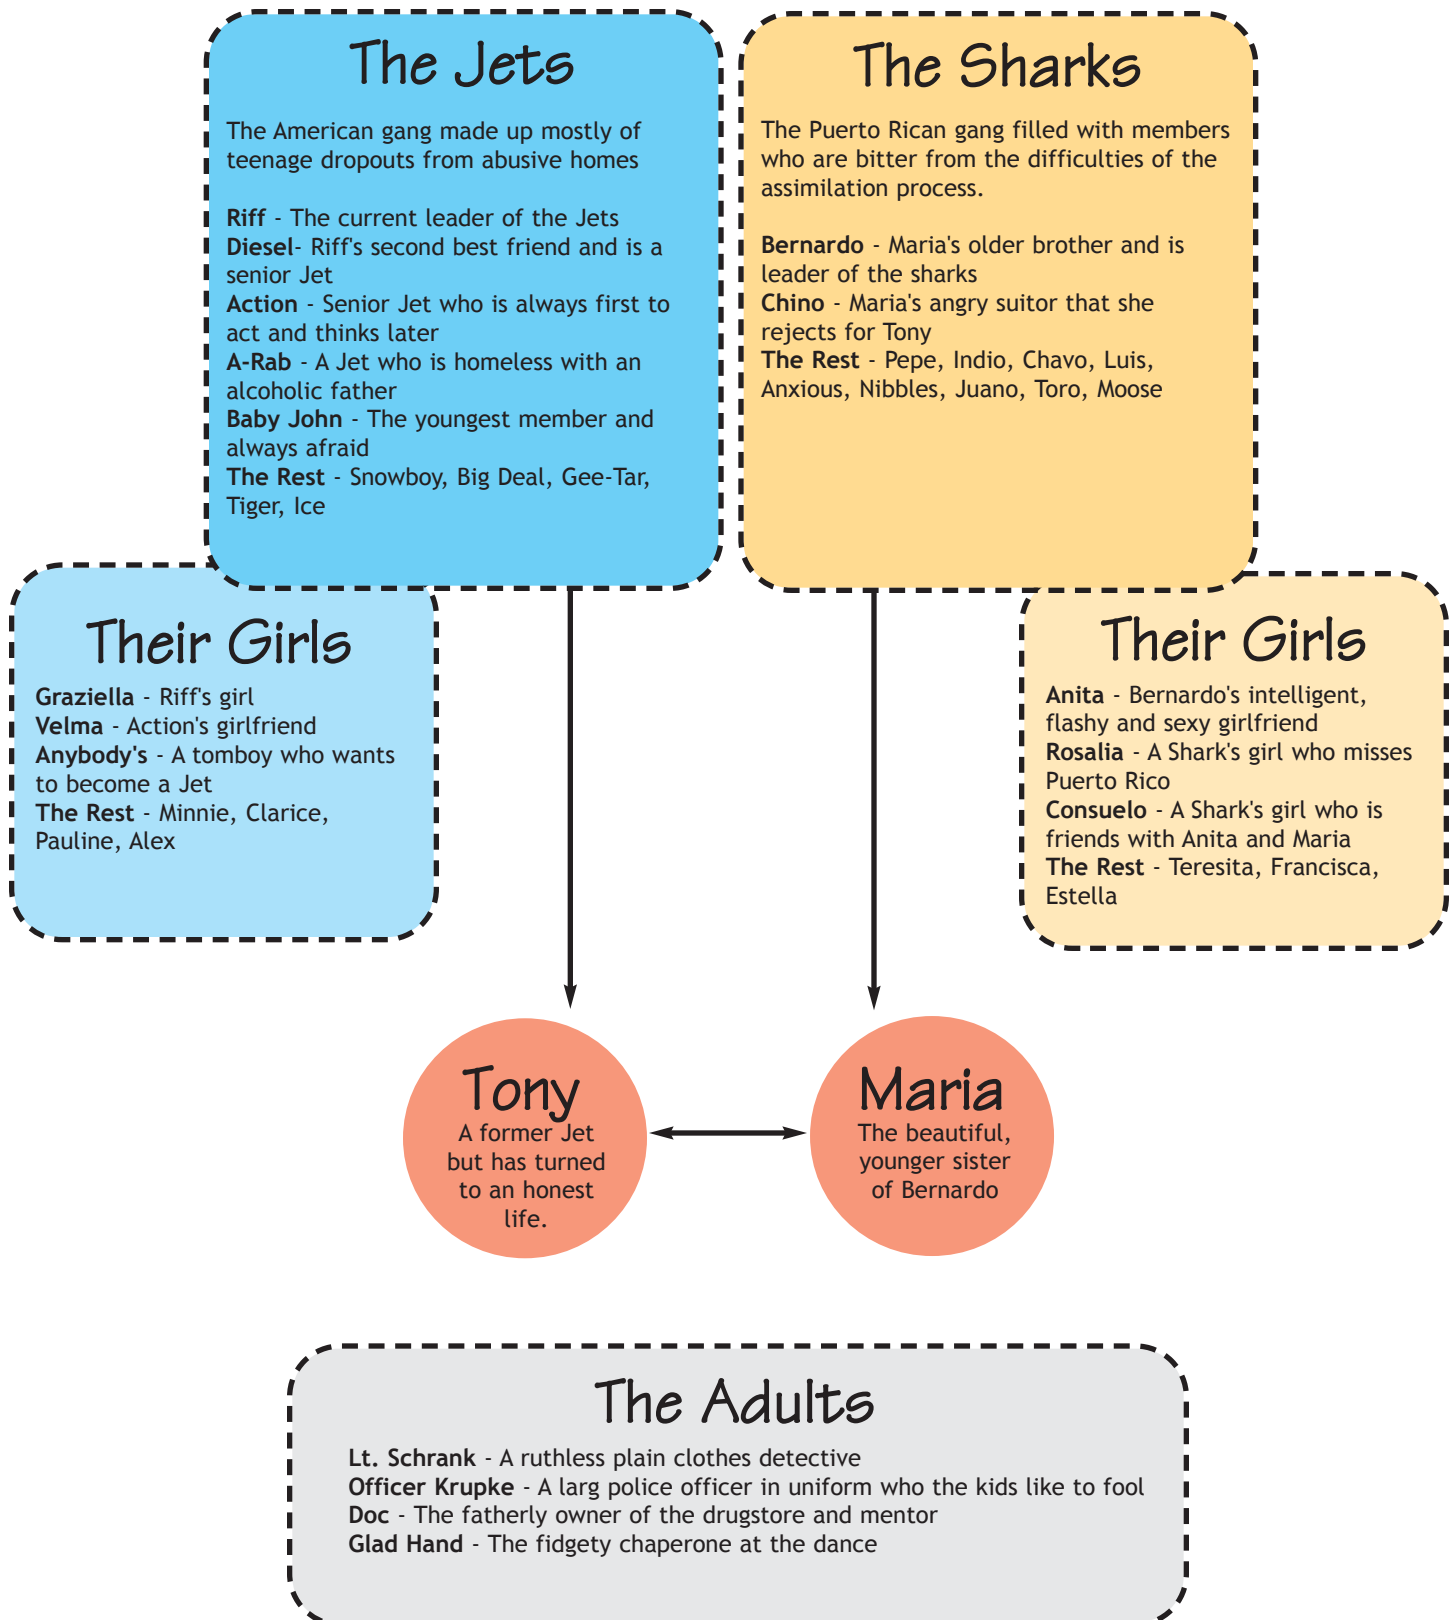 The Jets
The American gang made up mostly of
teenage dropouts from abusive homes
Riff - The current leader of the Jets
Diesel- Riff's second best friend and is a
senior Jet
Action - Senior Jet who is always first to
act and thinks later
A-Rab - A Jet who is homeless with an
alcoholic father
Baby John - The youngest member and
always afraid
The Rest - Snowboy, Big Deal, Gee-Tar,
Tiger, Ice
The Sharks
The Puerto Rican gang filled with members
who are bitter from the difficulties of the
assimilation process.
Bernardo - Maria's older brother and is
leader of the sharks
Chino - Maria's angry suitor that she
rejects for Tony
The Rest - Pepe, Indio, Chavo, Luis,
Anxious, Nibbles, Juano, Toro, Moose
Their Girls
Graziella - Riff's girl
Velma - Action's girlfriend
Anybody's - A tomboy who wants
to become a Jet
The Rest - Minnie, Clarice,
Pauline, Alex
Their Girls
Anita - Bernardo's intelligent,
flashy and sexy girlfriend
Rosalia - A Shark's girl who misses
Puerto Rico
Consuelo - A Shark's girl who is
friends with Anita and Maria
The Rest - Teresita, Francisca,
Estella
Tony
A former Jet
but has turned
to an honest
life.
Maria
The beautiful,
younger sister
of Bernardo
The Adults
Lt. Schrank - A ruthless plain clothes detective
Officer Krupke - A larg police officer in uniform who the kids like to fool
Doc - The fatherly owner of the drugstore and mentor
Glad Hand - The fidgety chaperone at the dance